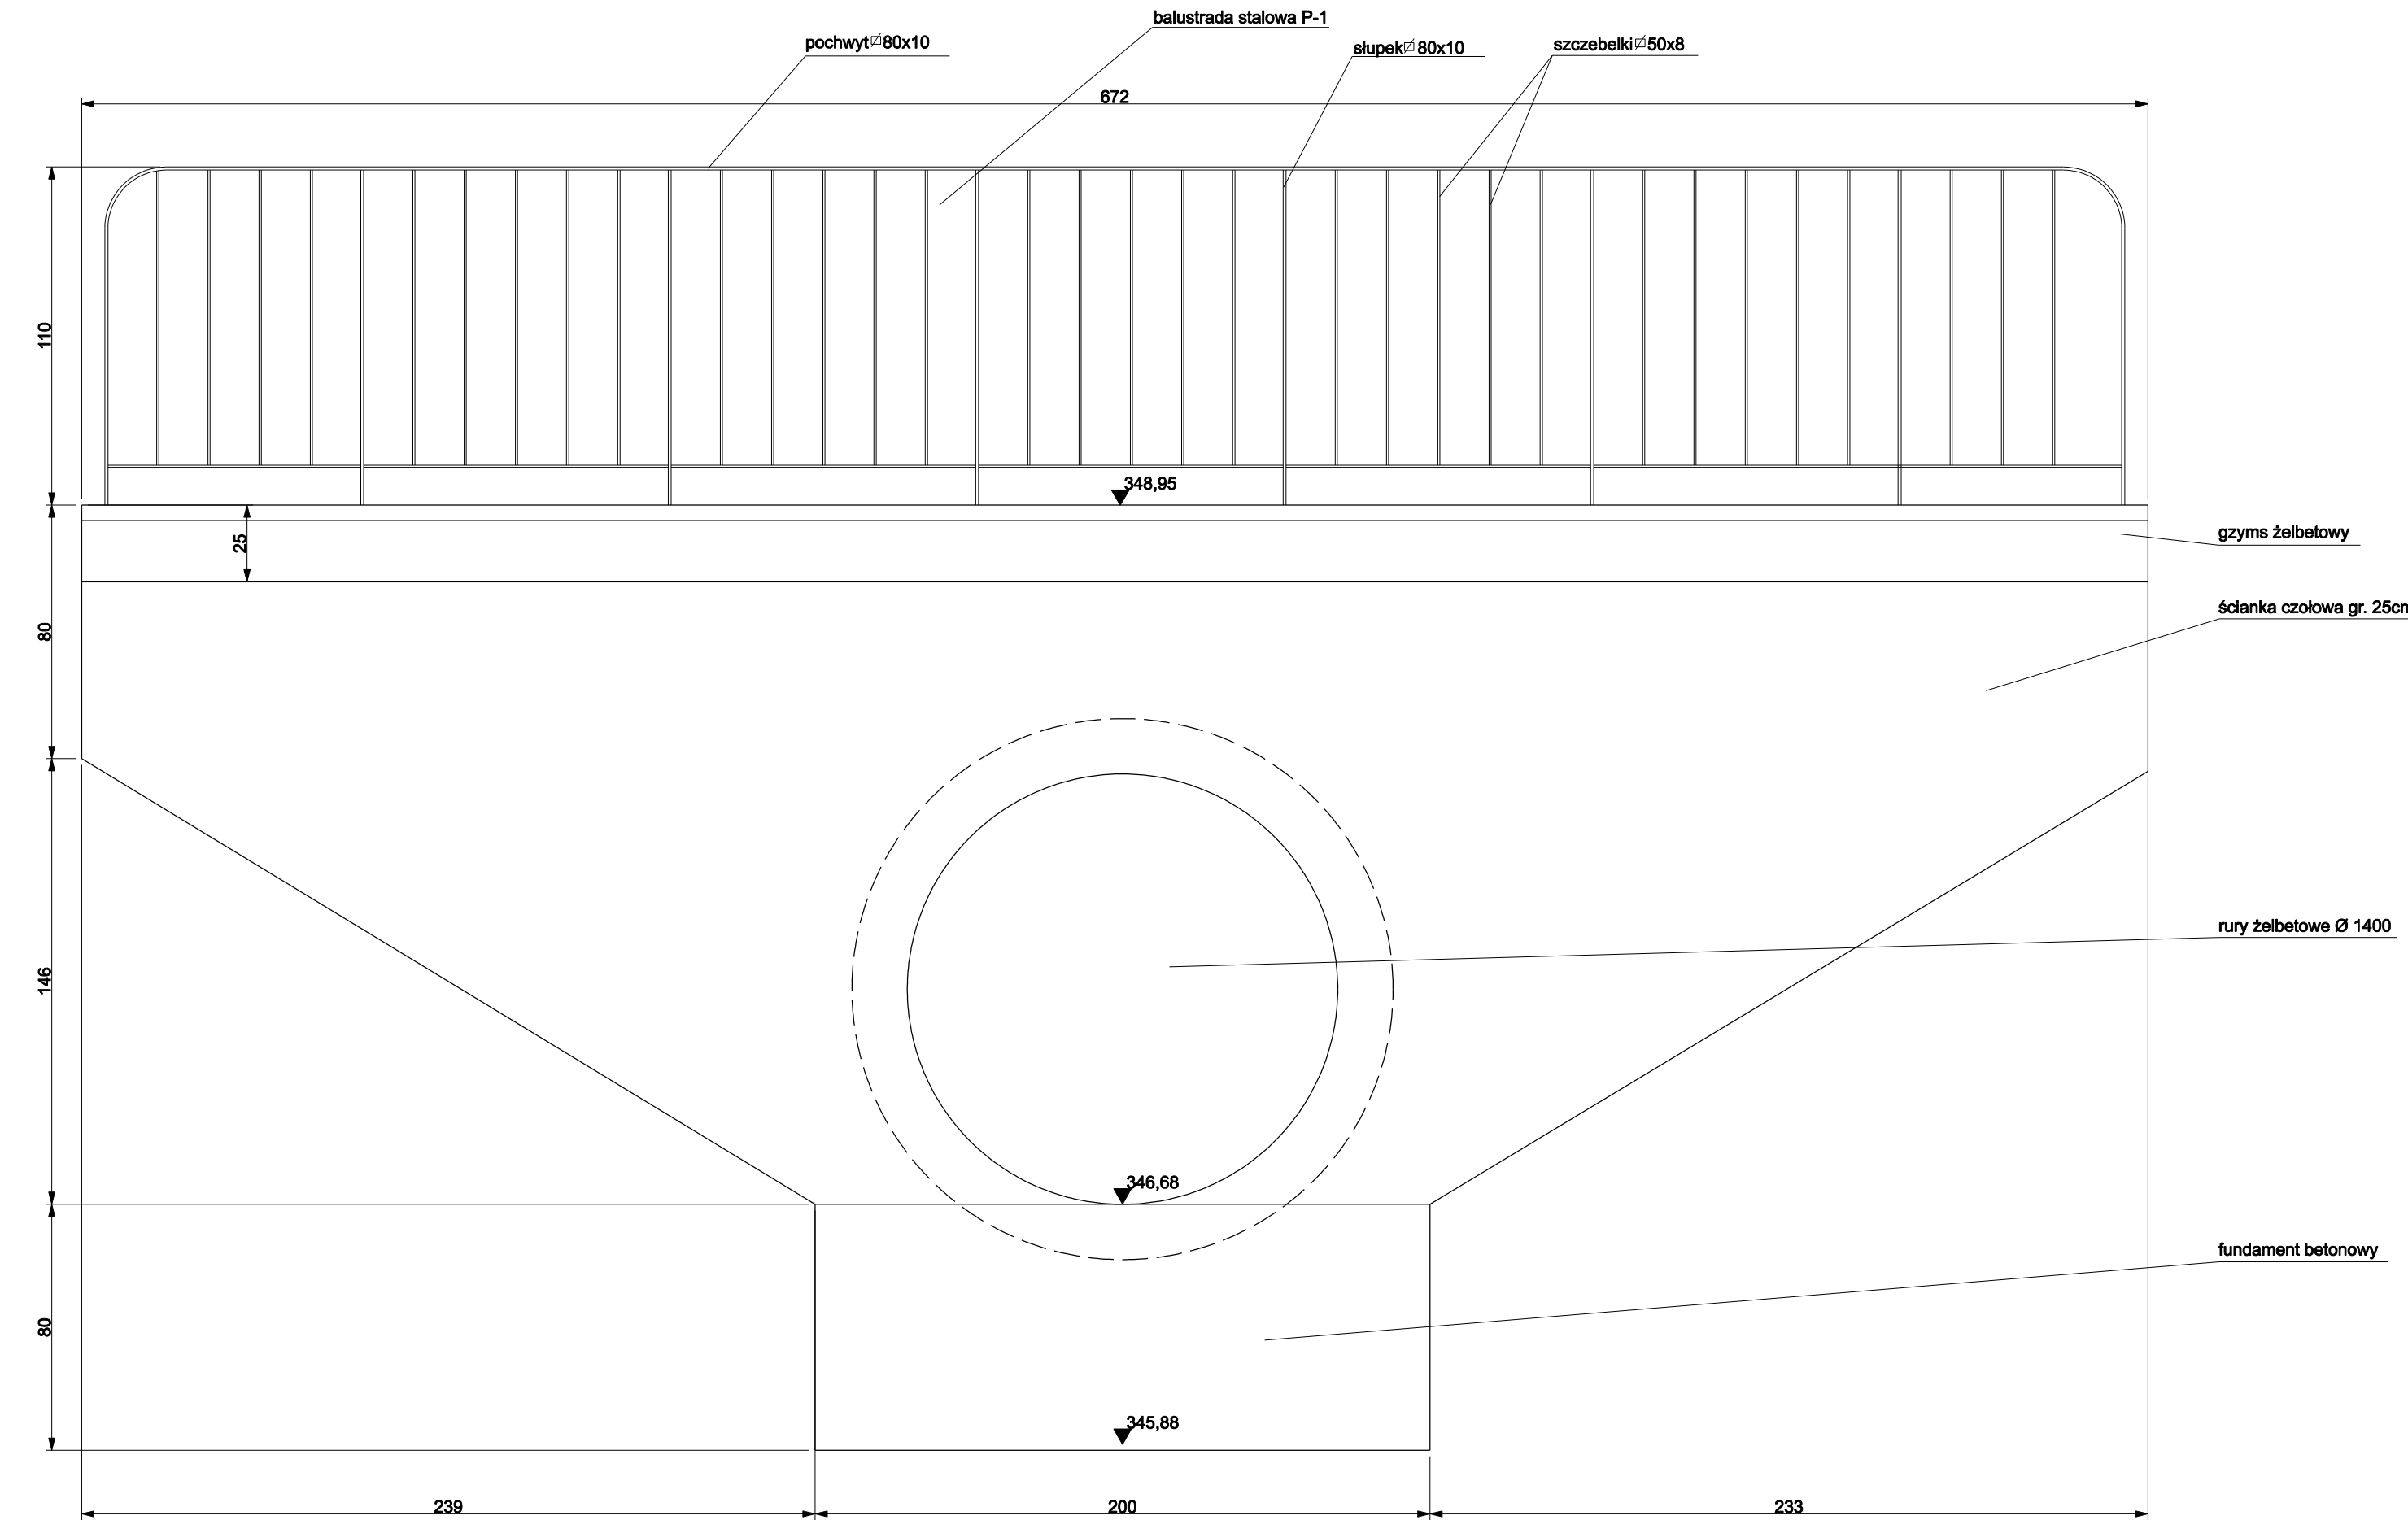 balustrada stalowa P-1
pochwyt▱80x10
słupek▱80x10
szczebelki▱50x8
672
110
348,95
25
gzyms żelbetowy
80
ścianka czołowa gr. 25cm
rury żelbetowe Ø 1400
146
346,68
fundament betonowy
80
345,88
239
200
233